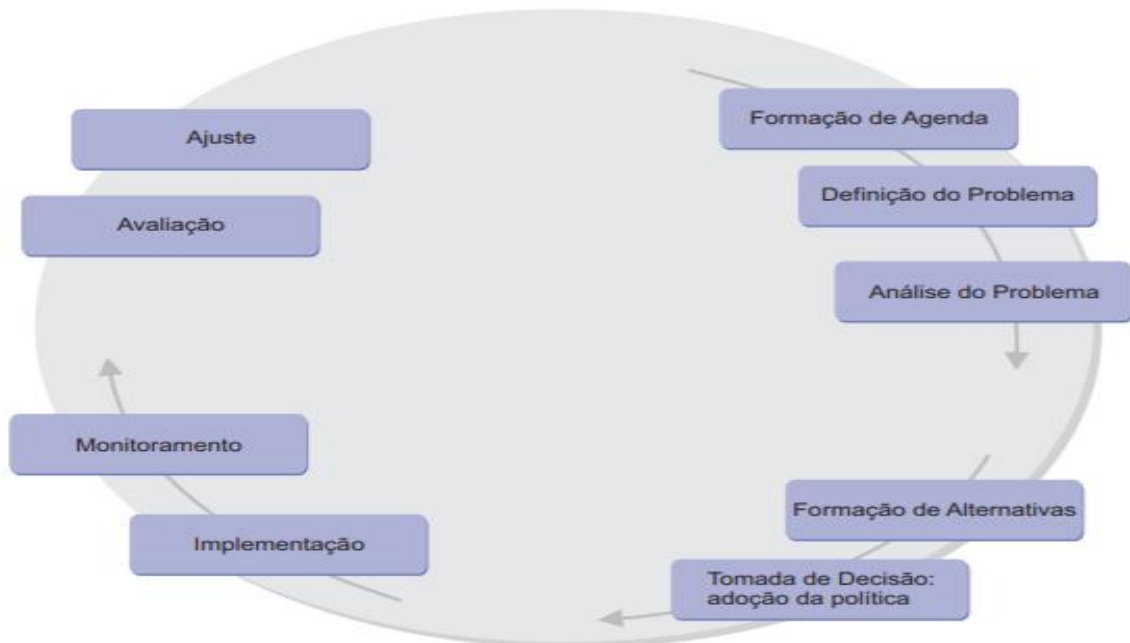 Formação de Agenda
Definição do Problema
Análise do Problema
Formação de Alternativas
Tomada de Decisão:
adoção da política
Implementação
Monitoramento
Avaliação
Ajuste